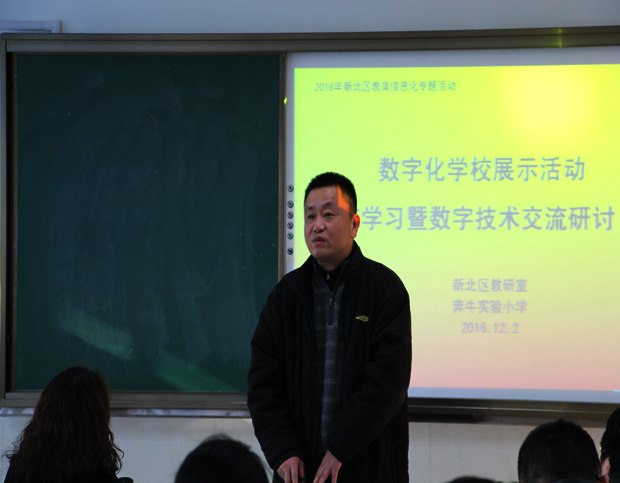 2016年新北区教育信息化专题活动
数字化学校展示活动
学习暨数字技术交流研讨
新北区教研室
奔牛实验小学
2016.12.2